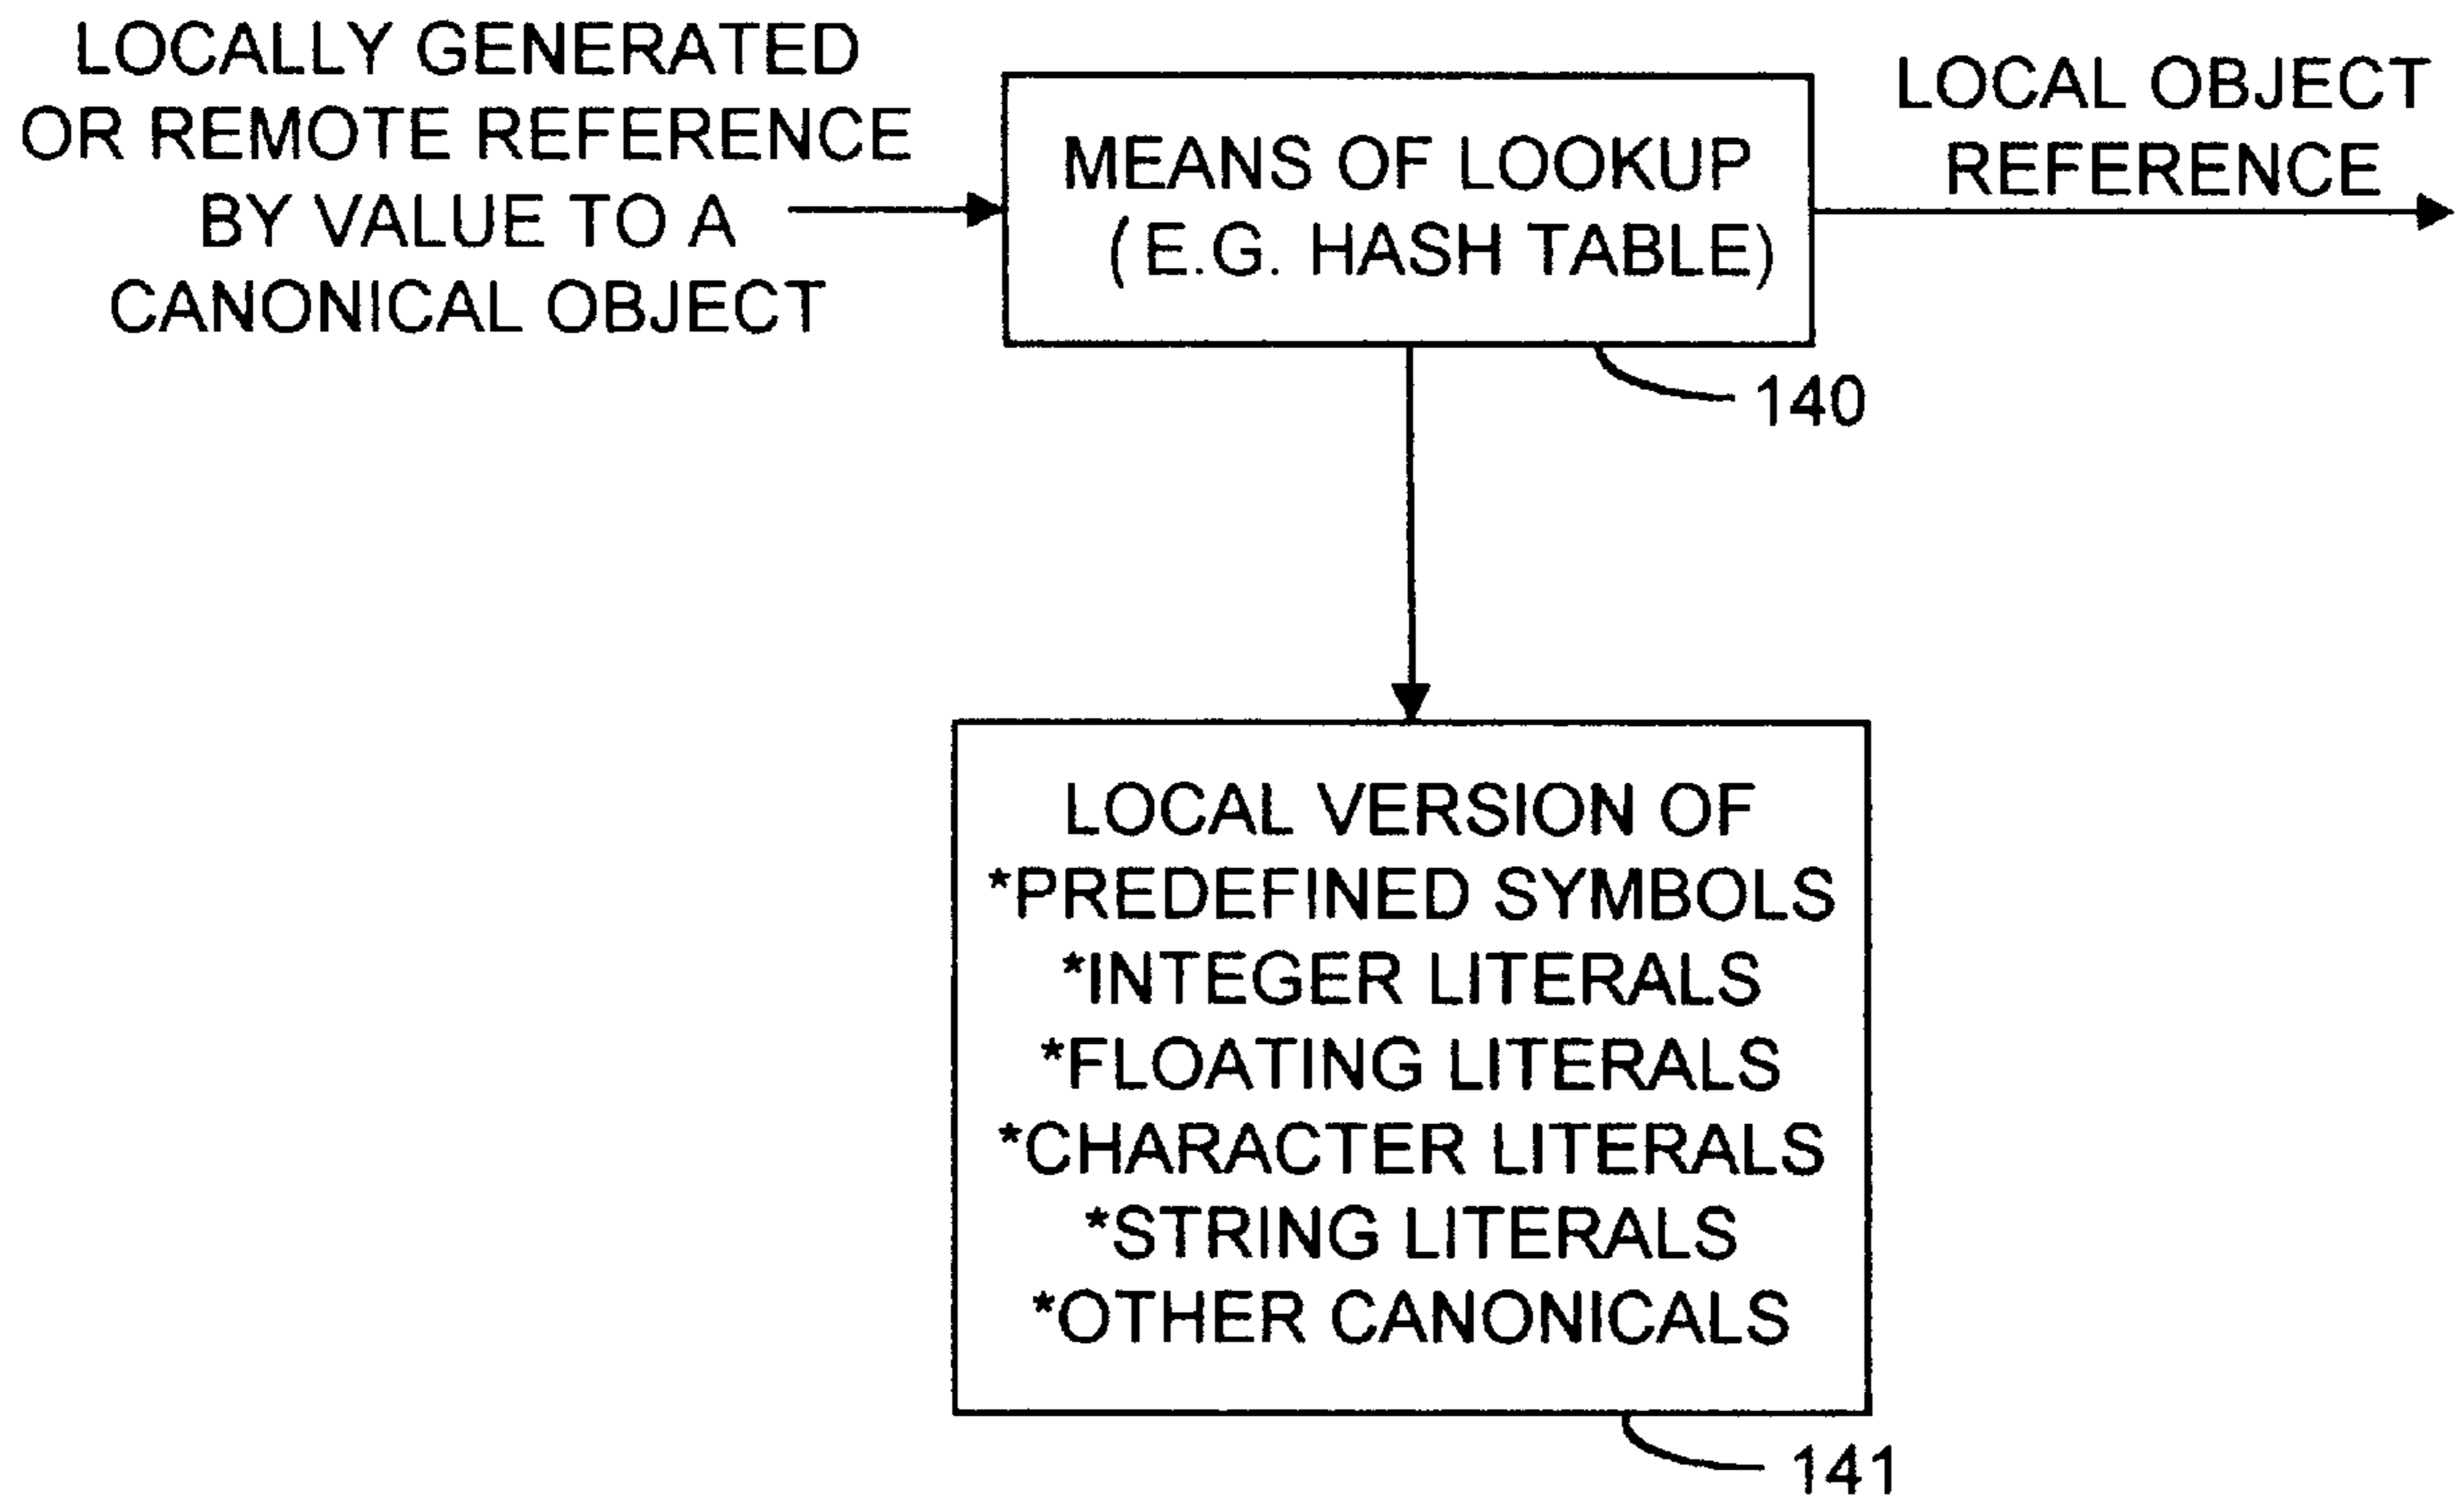 LOCALLY GENERATED
OR REMOTE REFERENCE
BY VALUE TO A
CANONICAL OBJECT
MEANS OF LOOKUP
(E.G. HASH TABLE)
LOCAL OBJECT
REFERENCE
140
LOCAL VERSION OF
*PREDEFINED SYMBOLS
*INTEGER LITERALS
*FLOATING LITERALS
*CHARACTER LITERALS
*STRING LITERALS
*OTHER CANONICALS
141